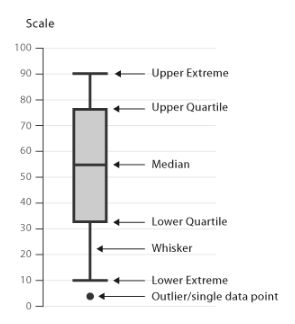 Scale
100
90
Upper Extreme
80
Upper Quartile
70
60
Median
50
40
30
Lower Quartile
20
Whisker
10
Lower Extreme
Outlier/single data point
0